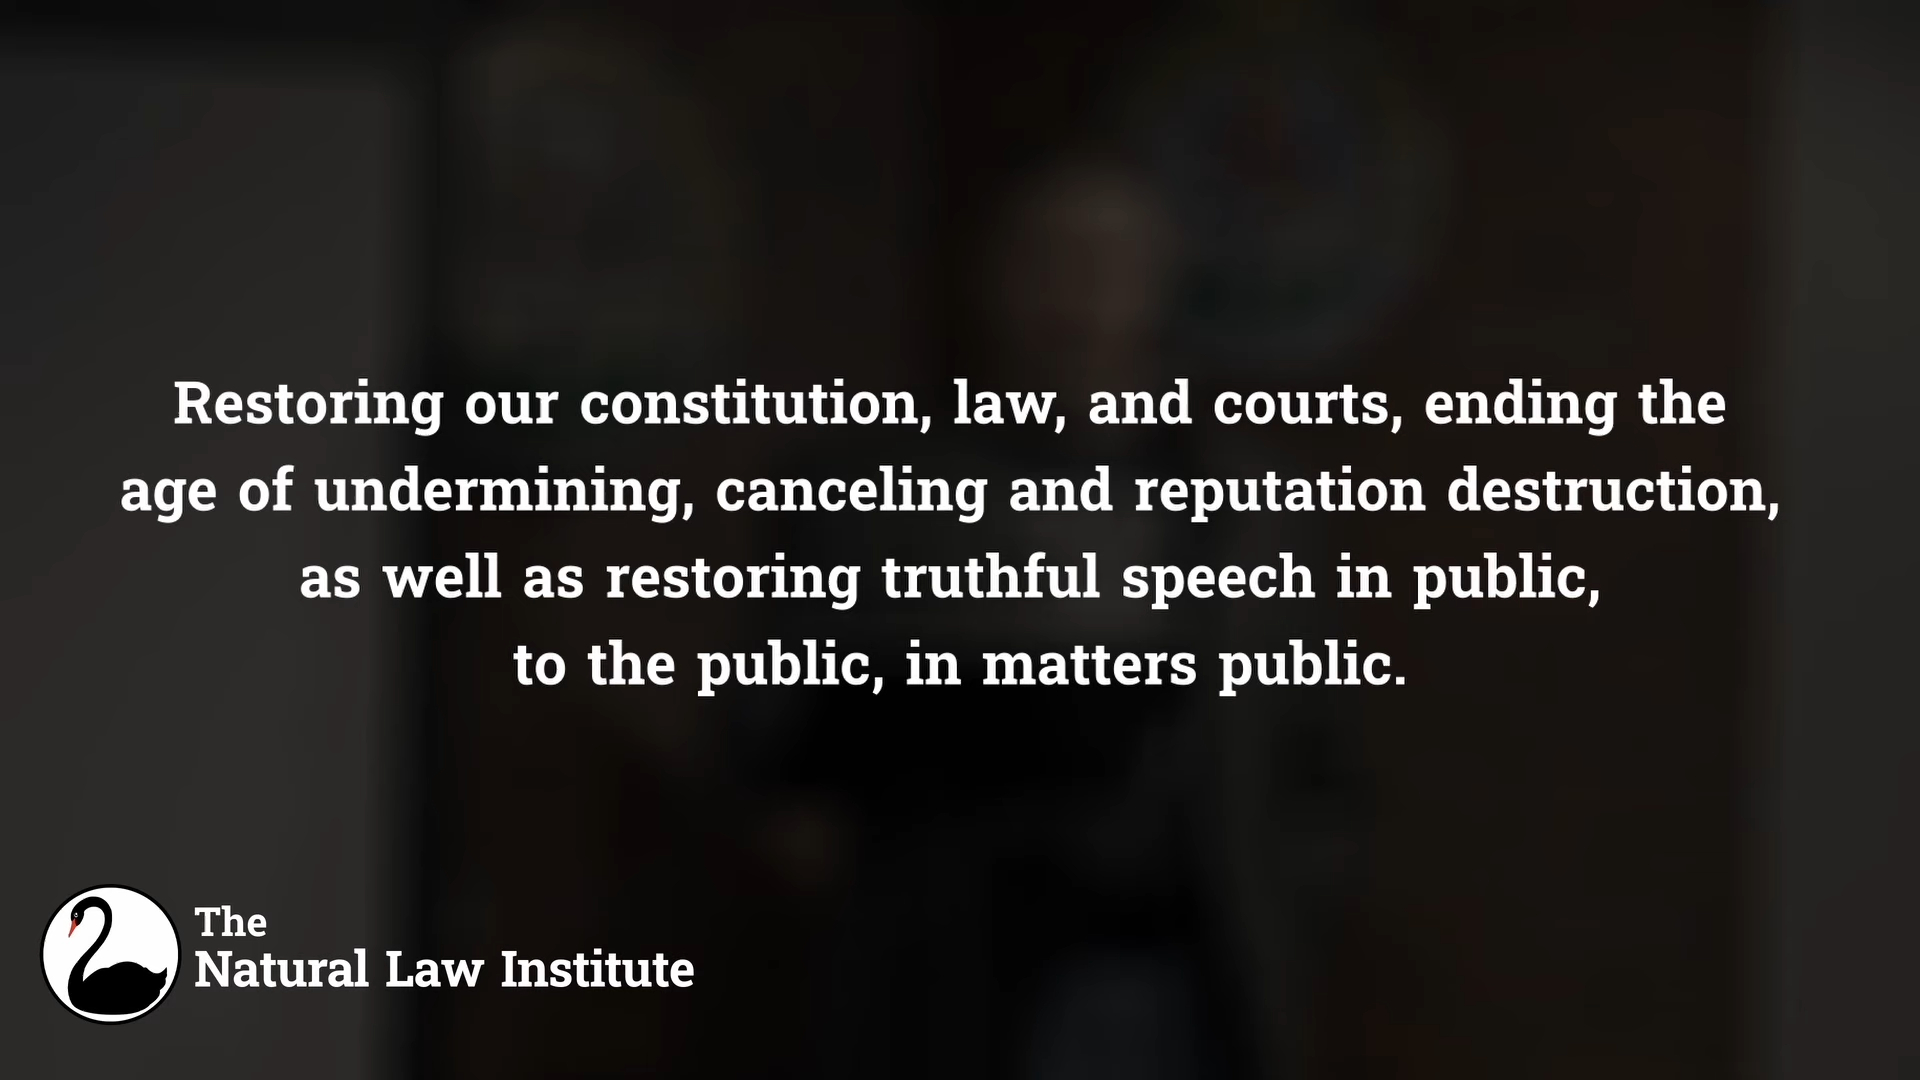 Restoring our constitution, law, and courts, ending the
age of undermining, canceling and reputation destruction,
as well as restoring truthful speech in public,
to the public, in matters public.
The
Natural Law Institute